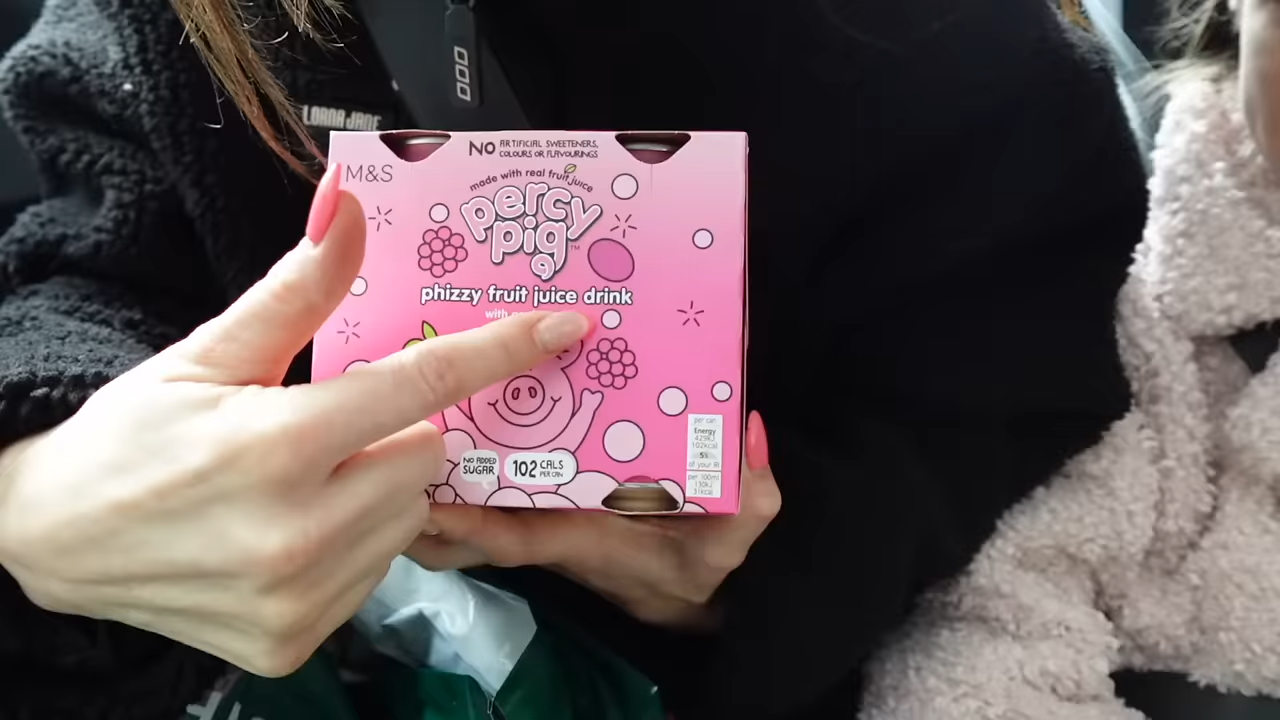 LORNA JANE
NO ARTIFICIAL SWEETENERS,
COLOURS OR FLAVOURINGS
M&S
made with real fruit juice
percy
pig™
phizzy fruit juice drink
with
NO ADDED
SUGAR
102 CALS
PER CAN
per can
Energy
429kJ
102kcal
5%
of your RI
per 100ml
130kJ
31kcal